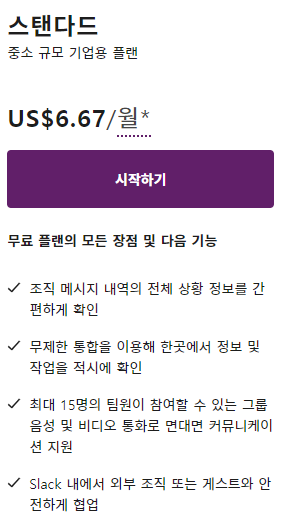 스탠다드
중소 규모 기업용 플랜
US$6.67/월*
시작하기
무료 플랜의 모든 장점 및 다음 기능
✓ 조직 메시지 내역의 전체 상황 정보를 간
편하게 확인
✓ 무제한 통합을 이용해 한곳에서 정보 및
작업을 적시에 확인
✓ 최대 15명의 팀원이 참여할 수 있는 그룹
음성 및 비디오 통화로 면대면 커뮤니케이
션 지원
✓ Slack 내에서 외부 조직 또는 게스트와 안
전하게 협업